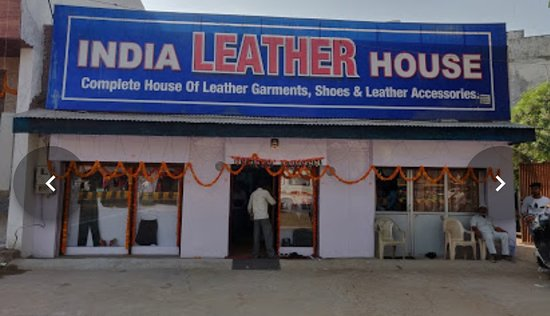 INDIA LEATHER HOUSE
Complete House Of Leather Garments, Shoes & Leather Accessories.